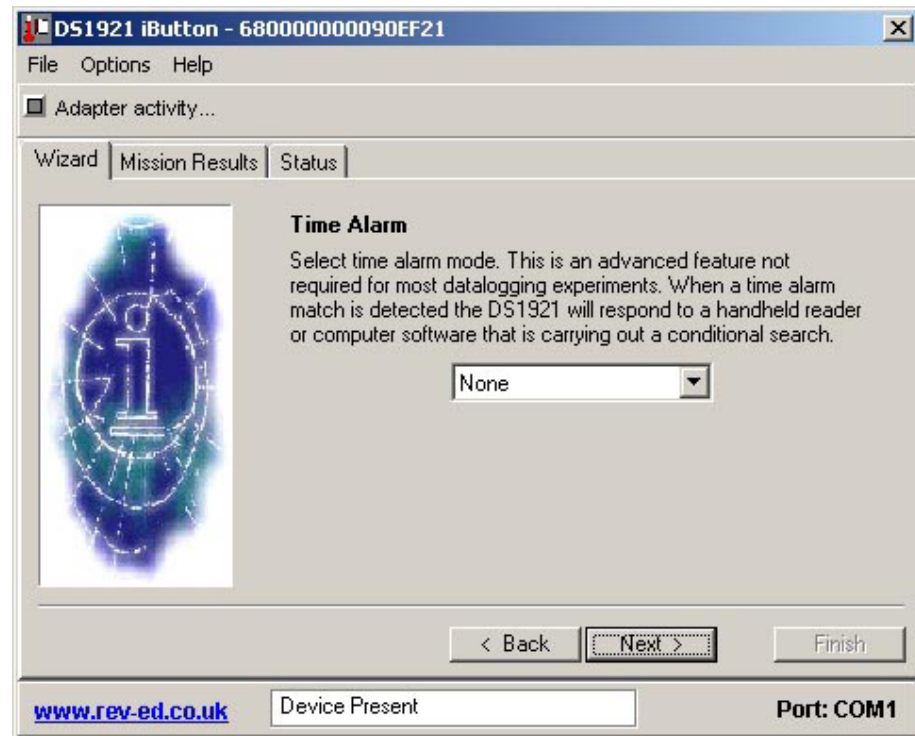 DS1921 iButton - 680000000090EF21
File Options Help
Adapter activity...
Wizard Mission Results Status
Time Alarm
Select time alarm mode. This is an advanced feature not
required for most datalogging experiments. When a time alarm
match is detected the DS1921 will respond to a handheld reader
or computer software that is carrying out a conditional search.
None
< Back Next > Finish
www.rev-ed.co.uk Device Present Port: COM1